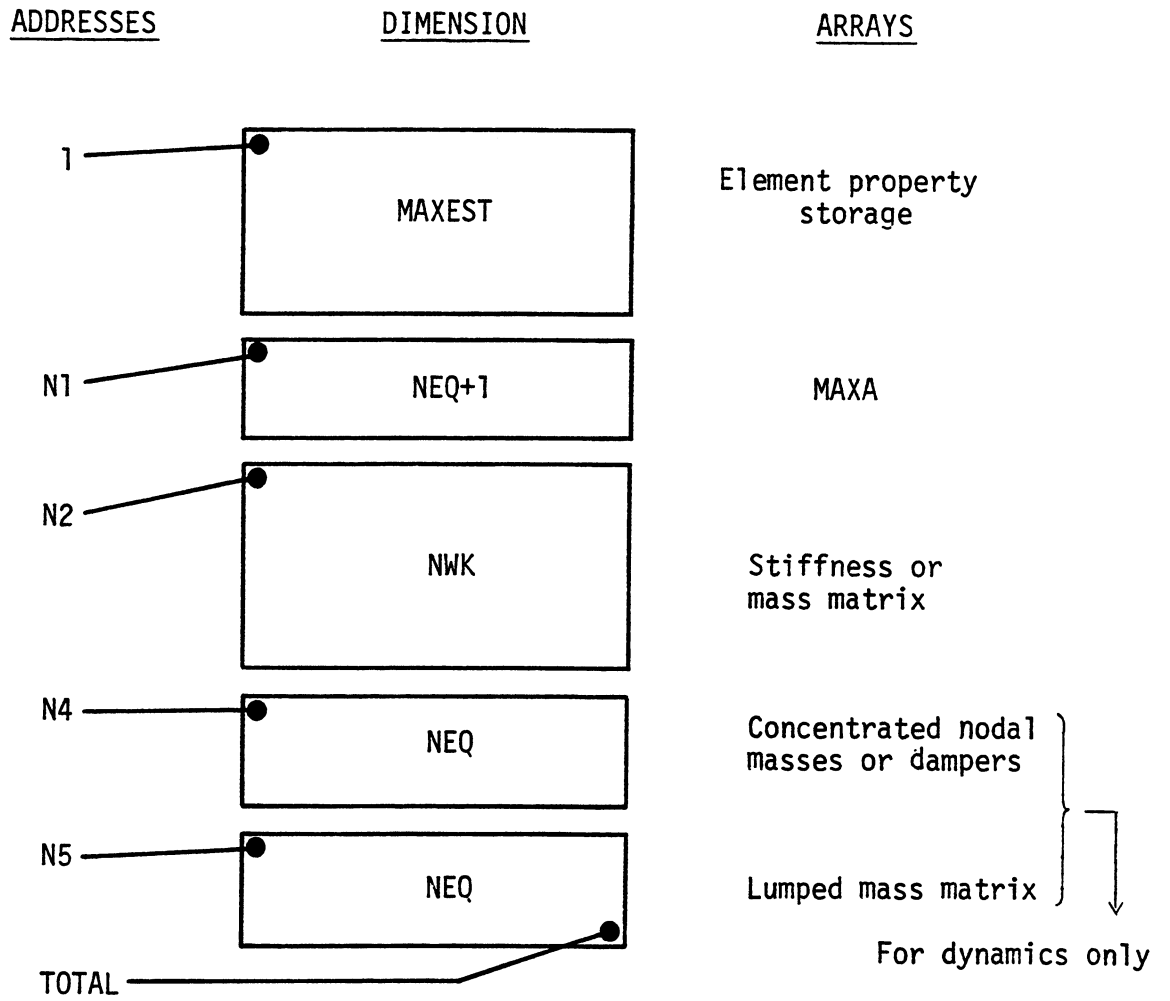 ADDRESSES DIMENSION ARRAYS
1 MAXEST Element property
storage
N1 NEQ+1 MAXA
N2 NWK Stiffness or
mass matrix
N4 NEQ Concentrated nodal
masses or dampers
N5 NEQ Lumped mass matrix
For dynamics only
TOTAL